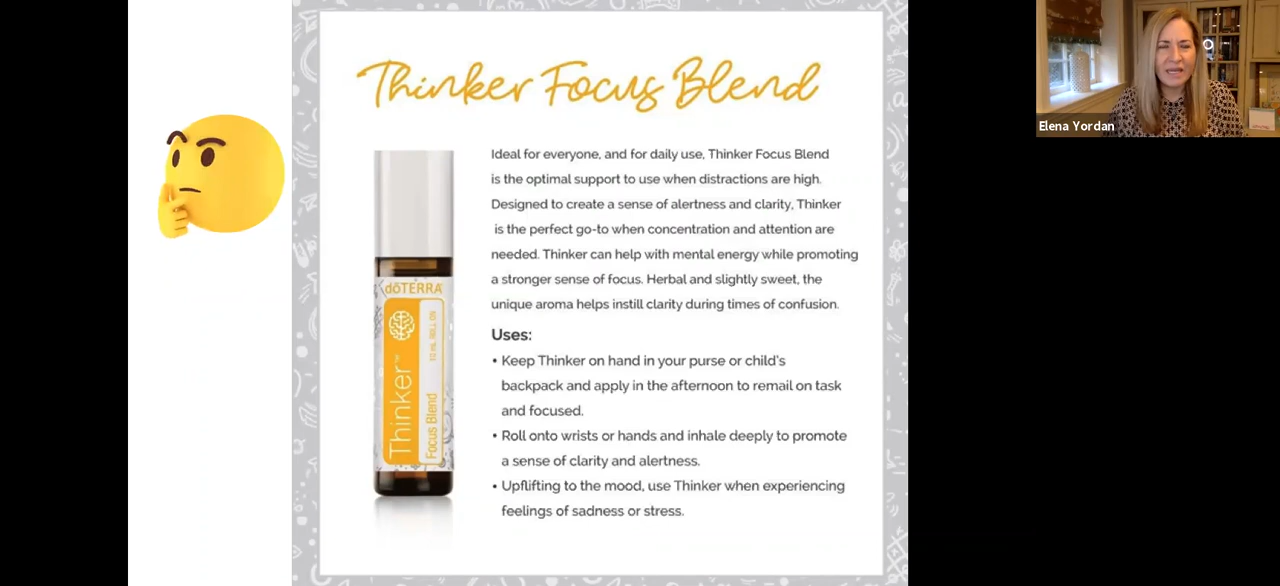 Thinker Focus Blend
Ideal for everyone, and for daily use, Thinker Focus Blend
is the optimal support to use when distractions are high.
Designed to create a sense of alertness and clarity, Thinker
is the perfect go-to when concentration and attention are
needed. Thinker can help with mental energy while promoting
a stronger sense of focus. Herbal and slightly sweet, the
unique aroma helps instill clarity during times of confusion.
Uses:
• Keep Thinker on hand in your purse or child's
backpack and apply in the afternoon to remail on task
and focused.
• Roll onto wrists or hands and inhale deeply to promote
a sense of clarity and alertness.
• Upflifting to the mood, use Thinker when experiencing
feelings of sadness or stress.
dōTERRA
Thinker™
Focus Blend
10 mL ROLL ON
Elena Yordan